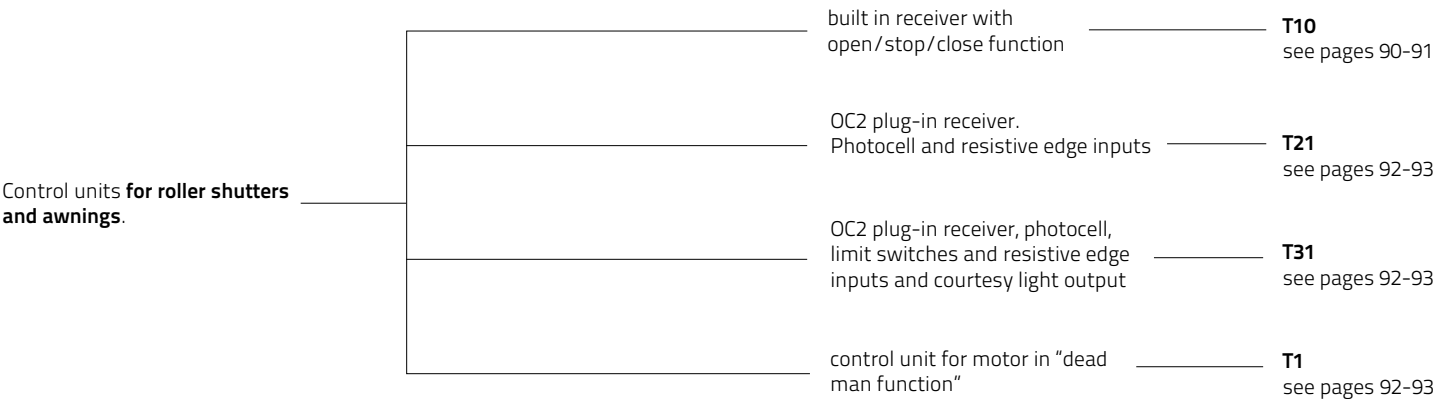 Control units for roller shutters
and awnings.
built in receiver with
open/stop/close function
T10
see pages 90-91
OC2 plug-in receiver.
Photocell and resistive edge inputs
T21
see pages 92-93
OC2 plug-in receiver, photocell,
limit switches and resistive edge
inputs and courtesy light output
T31
see pages 92-93
control unit for motor in “dead
man function”
T1
see pages 92-93